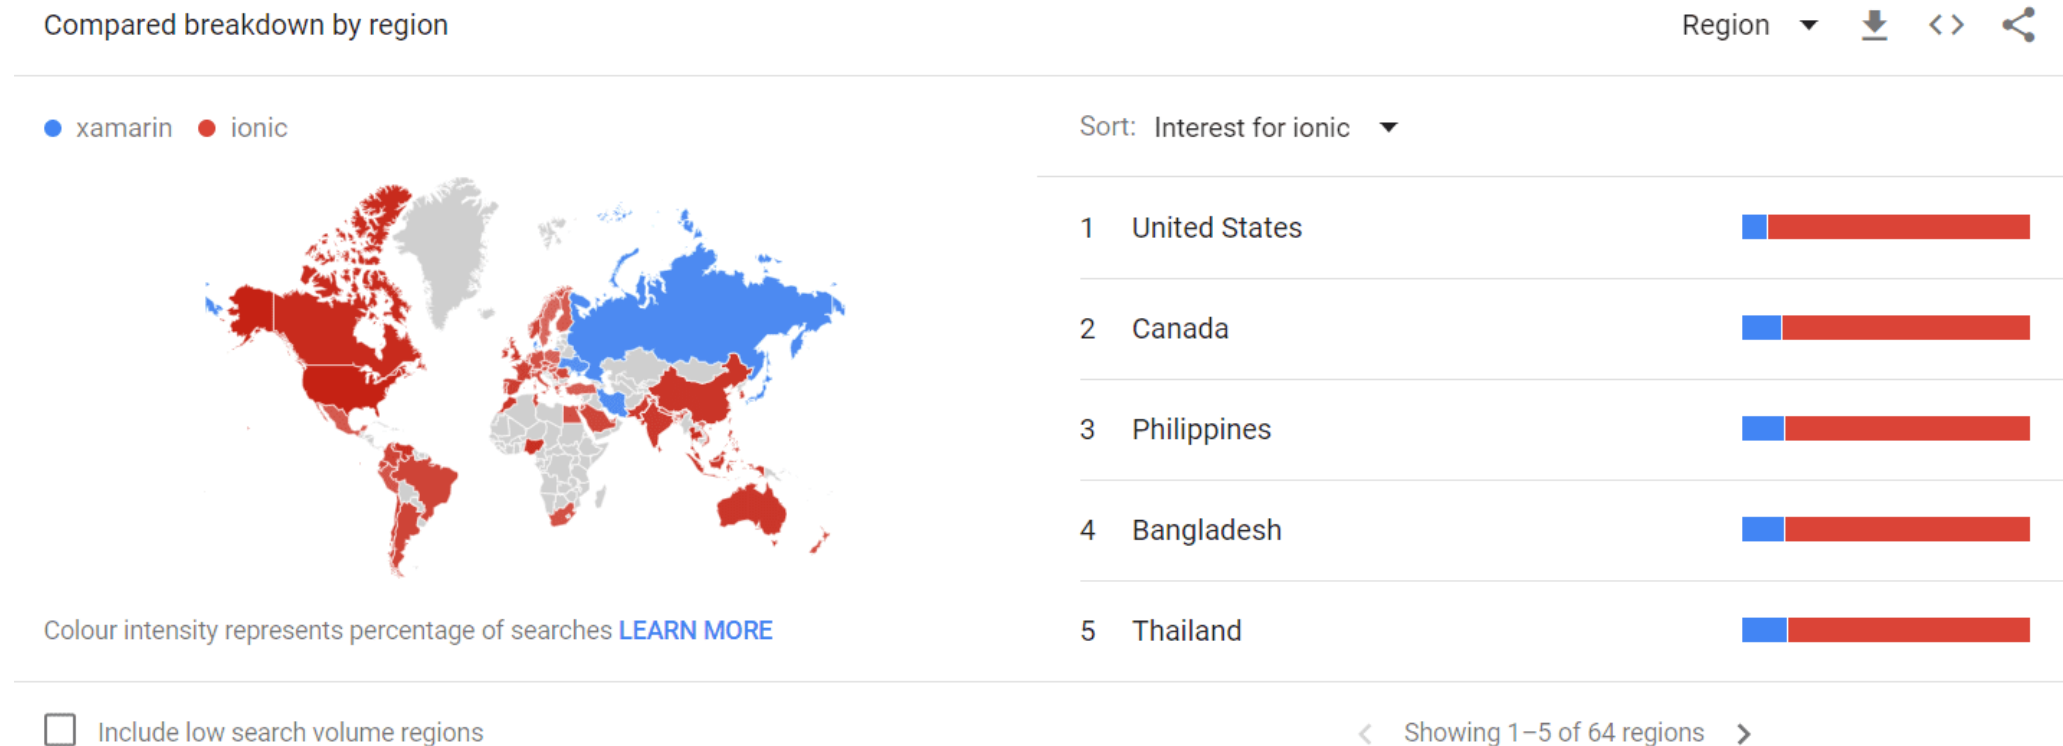 Compared breakdown by region
Region
xamarin ionic
Sort: Interest for ionic
1 United States
2 Canada
3 Philippines
4 Bangladesh
5 Thailand
Colour intensity represents percentage of searches LEARN MORE
Include low search volume regions
Showing 1–5 of 64 regions